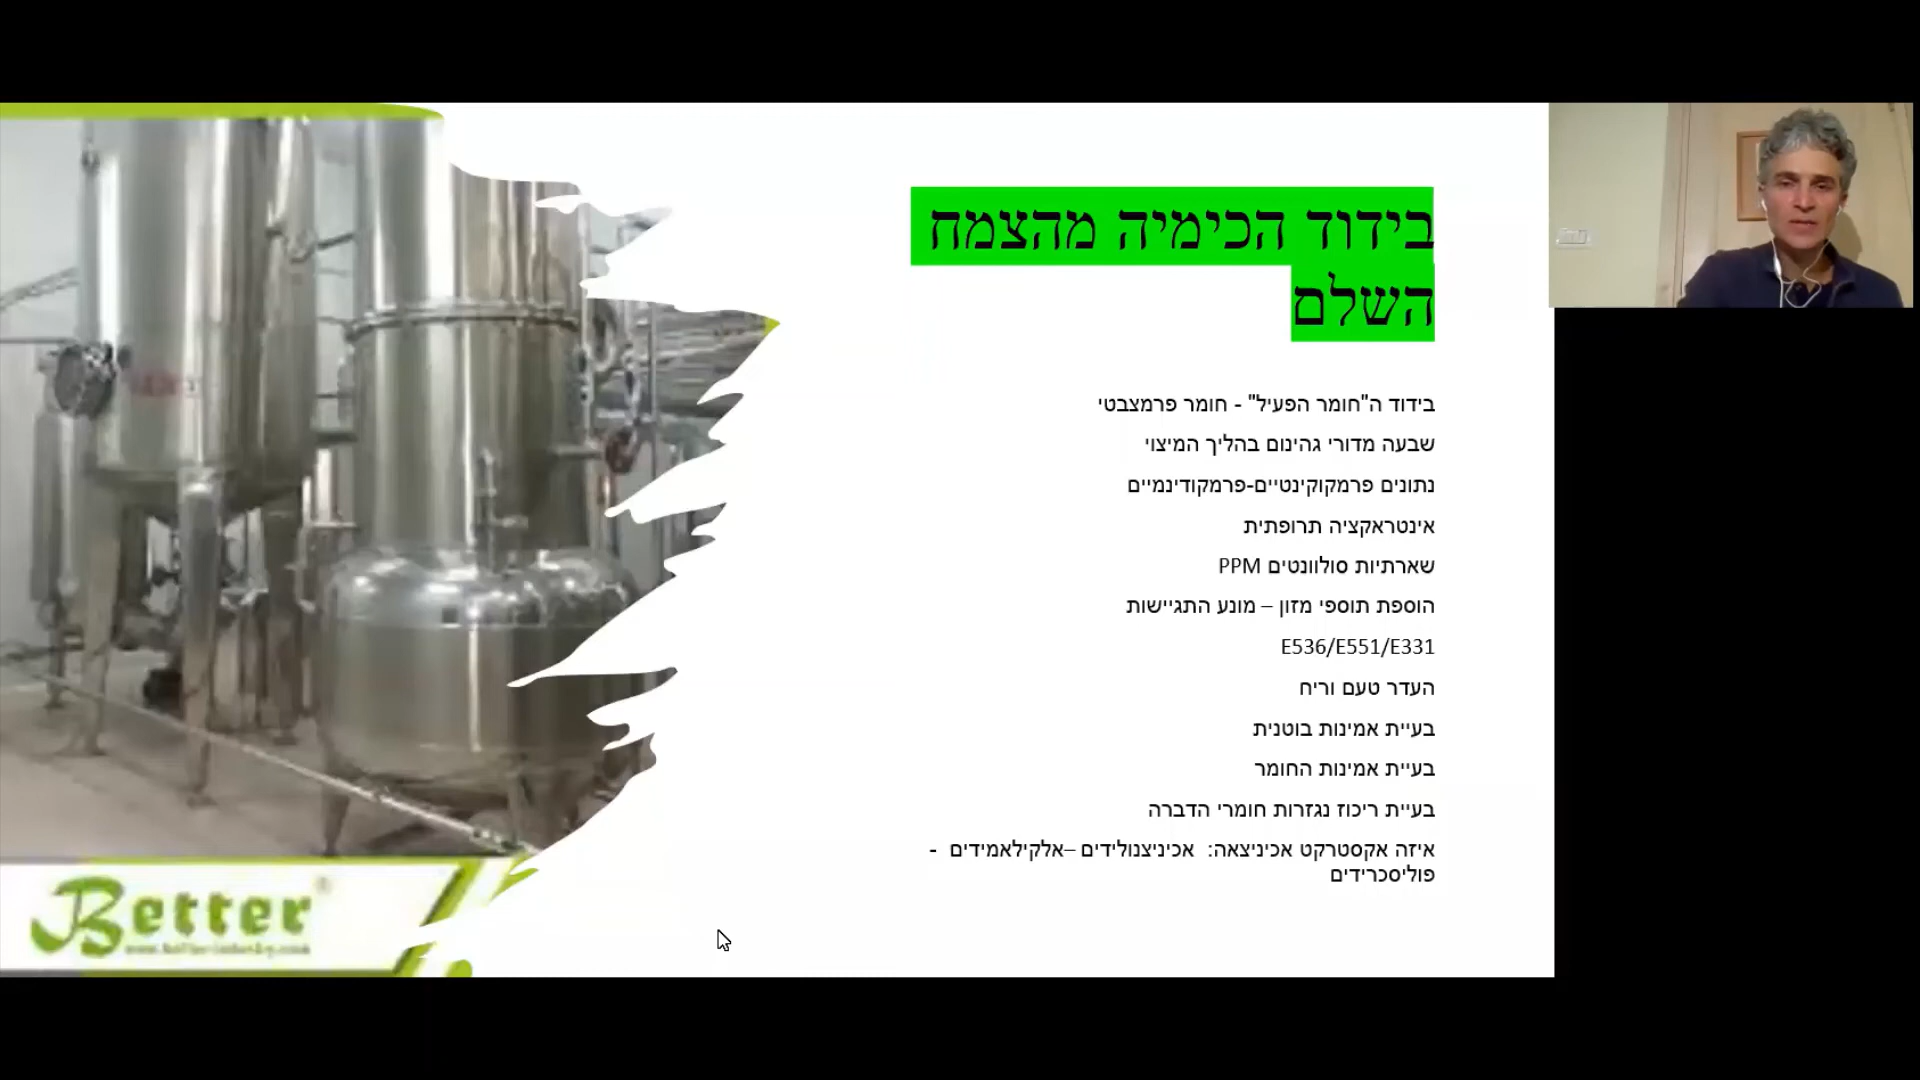 בידוד הכימיה מהצמח
השלם
בידוד ה"חומר הפעיל" - חומר פרמצבטי
שבעה מדורי גהינום בהליך המיצוי
נתונים פרמקוקינטיים-פרמקודינמיים
אינטראקציה תרופתית
שארתיות סולוונטים PPM
הוספת תוספי מזון – מונע התגיישות
E536/E551/E331
העדר טעם וריח
בעיית אמינות בוטנית
בעיית אמינות החומר
בעיית ריכוז נגזרות חומרי הדברה
איזה אקסטרקט אכיניצאה: אכיניצנולידים –אלקילאמידים -
פוליסכרידים
Better®